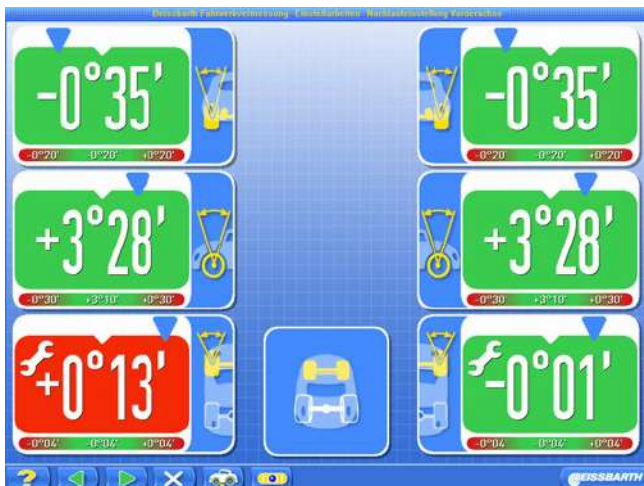 Beissbarth Fahrwerkvermessung Einstellarbeiten Nachlaufeinstellung Vorderachse
-0°35' -0°35'
-0°20' -0°20' +0°20' -0°20' -0°20' +0°20'
+3°28' +3°28'
-0°30' +3°10' +0°30' -0°30' +3°10' +0°30'
+0°13' -0°01'
-0°04' -0°04' +0°04' -0°04 -0°04' +0°04'
? BEISSBARTH